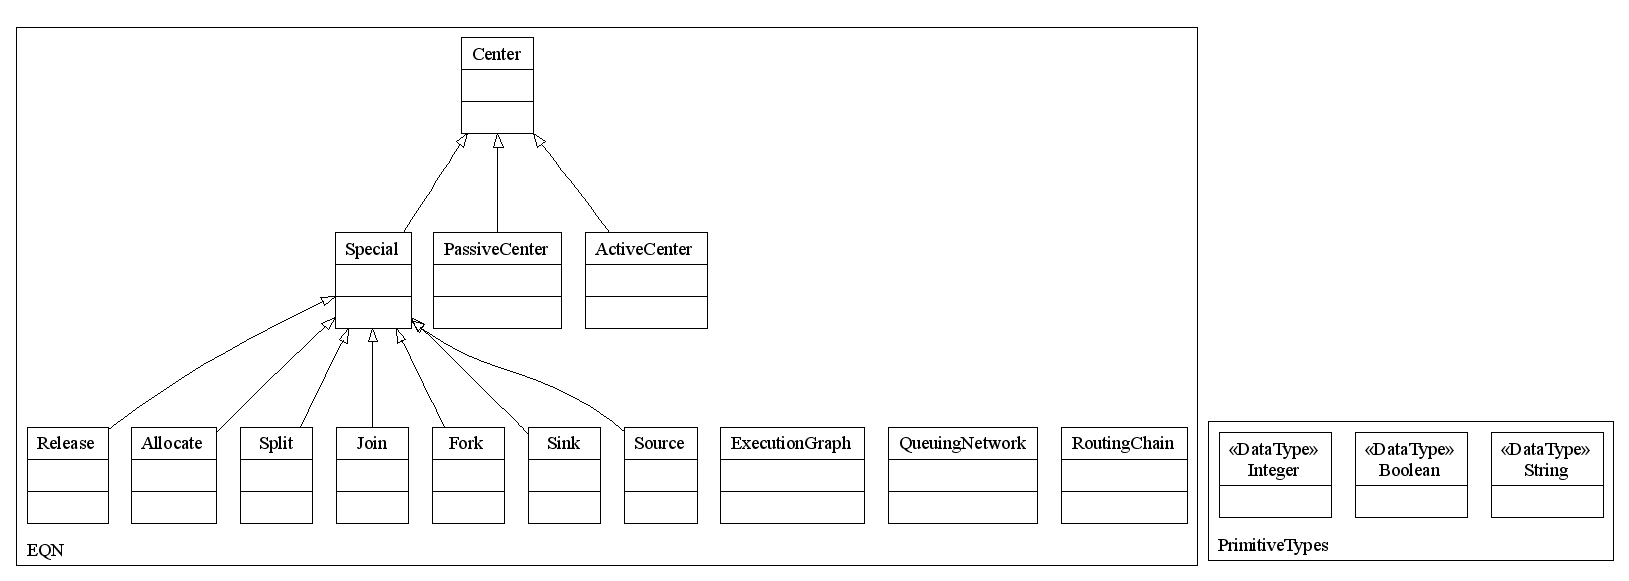 Center
Special
PassiveCenter
ActiveCenter
Release
Allocate
Split
Join
Fork
Sink
Source
ExecutionGraph
QueuingNetwork
RoutingChain
EQN
«DataType»
Integer
«DataType»
Boolean
«DataType»
String
PrimitiveTypes